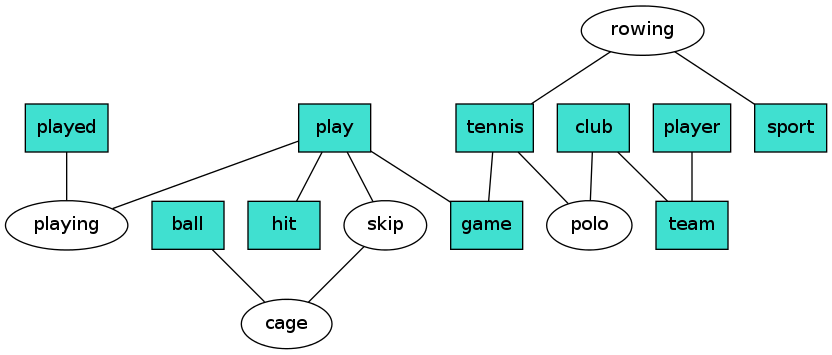 rowing
played
play
tennis
club
player
sport
playing
ball
hit
skip
game
polo
team
cage